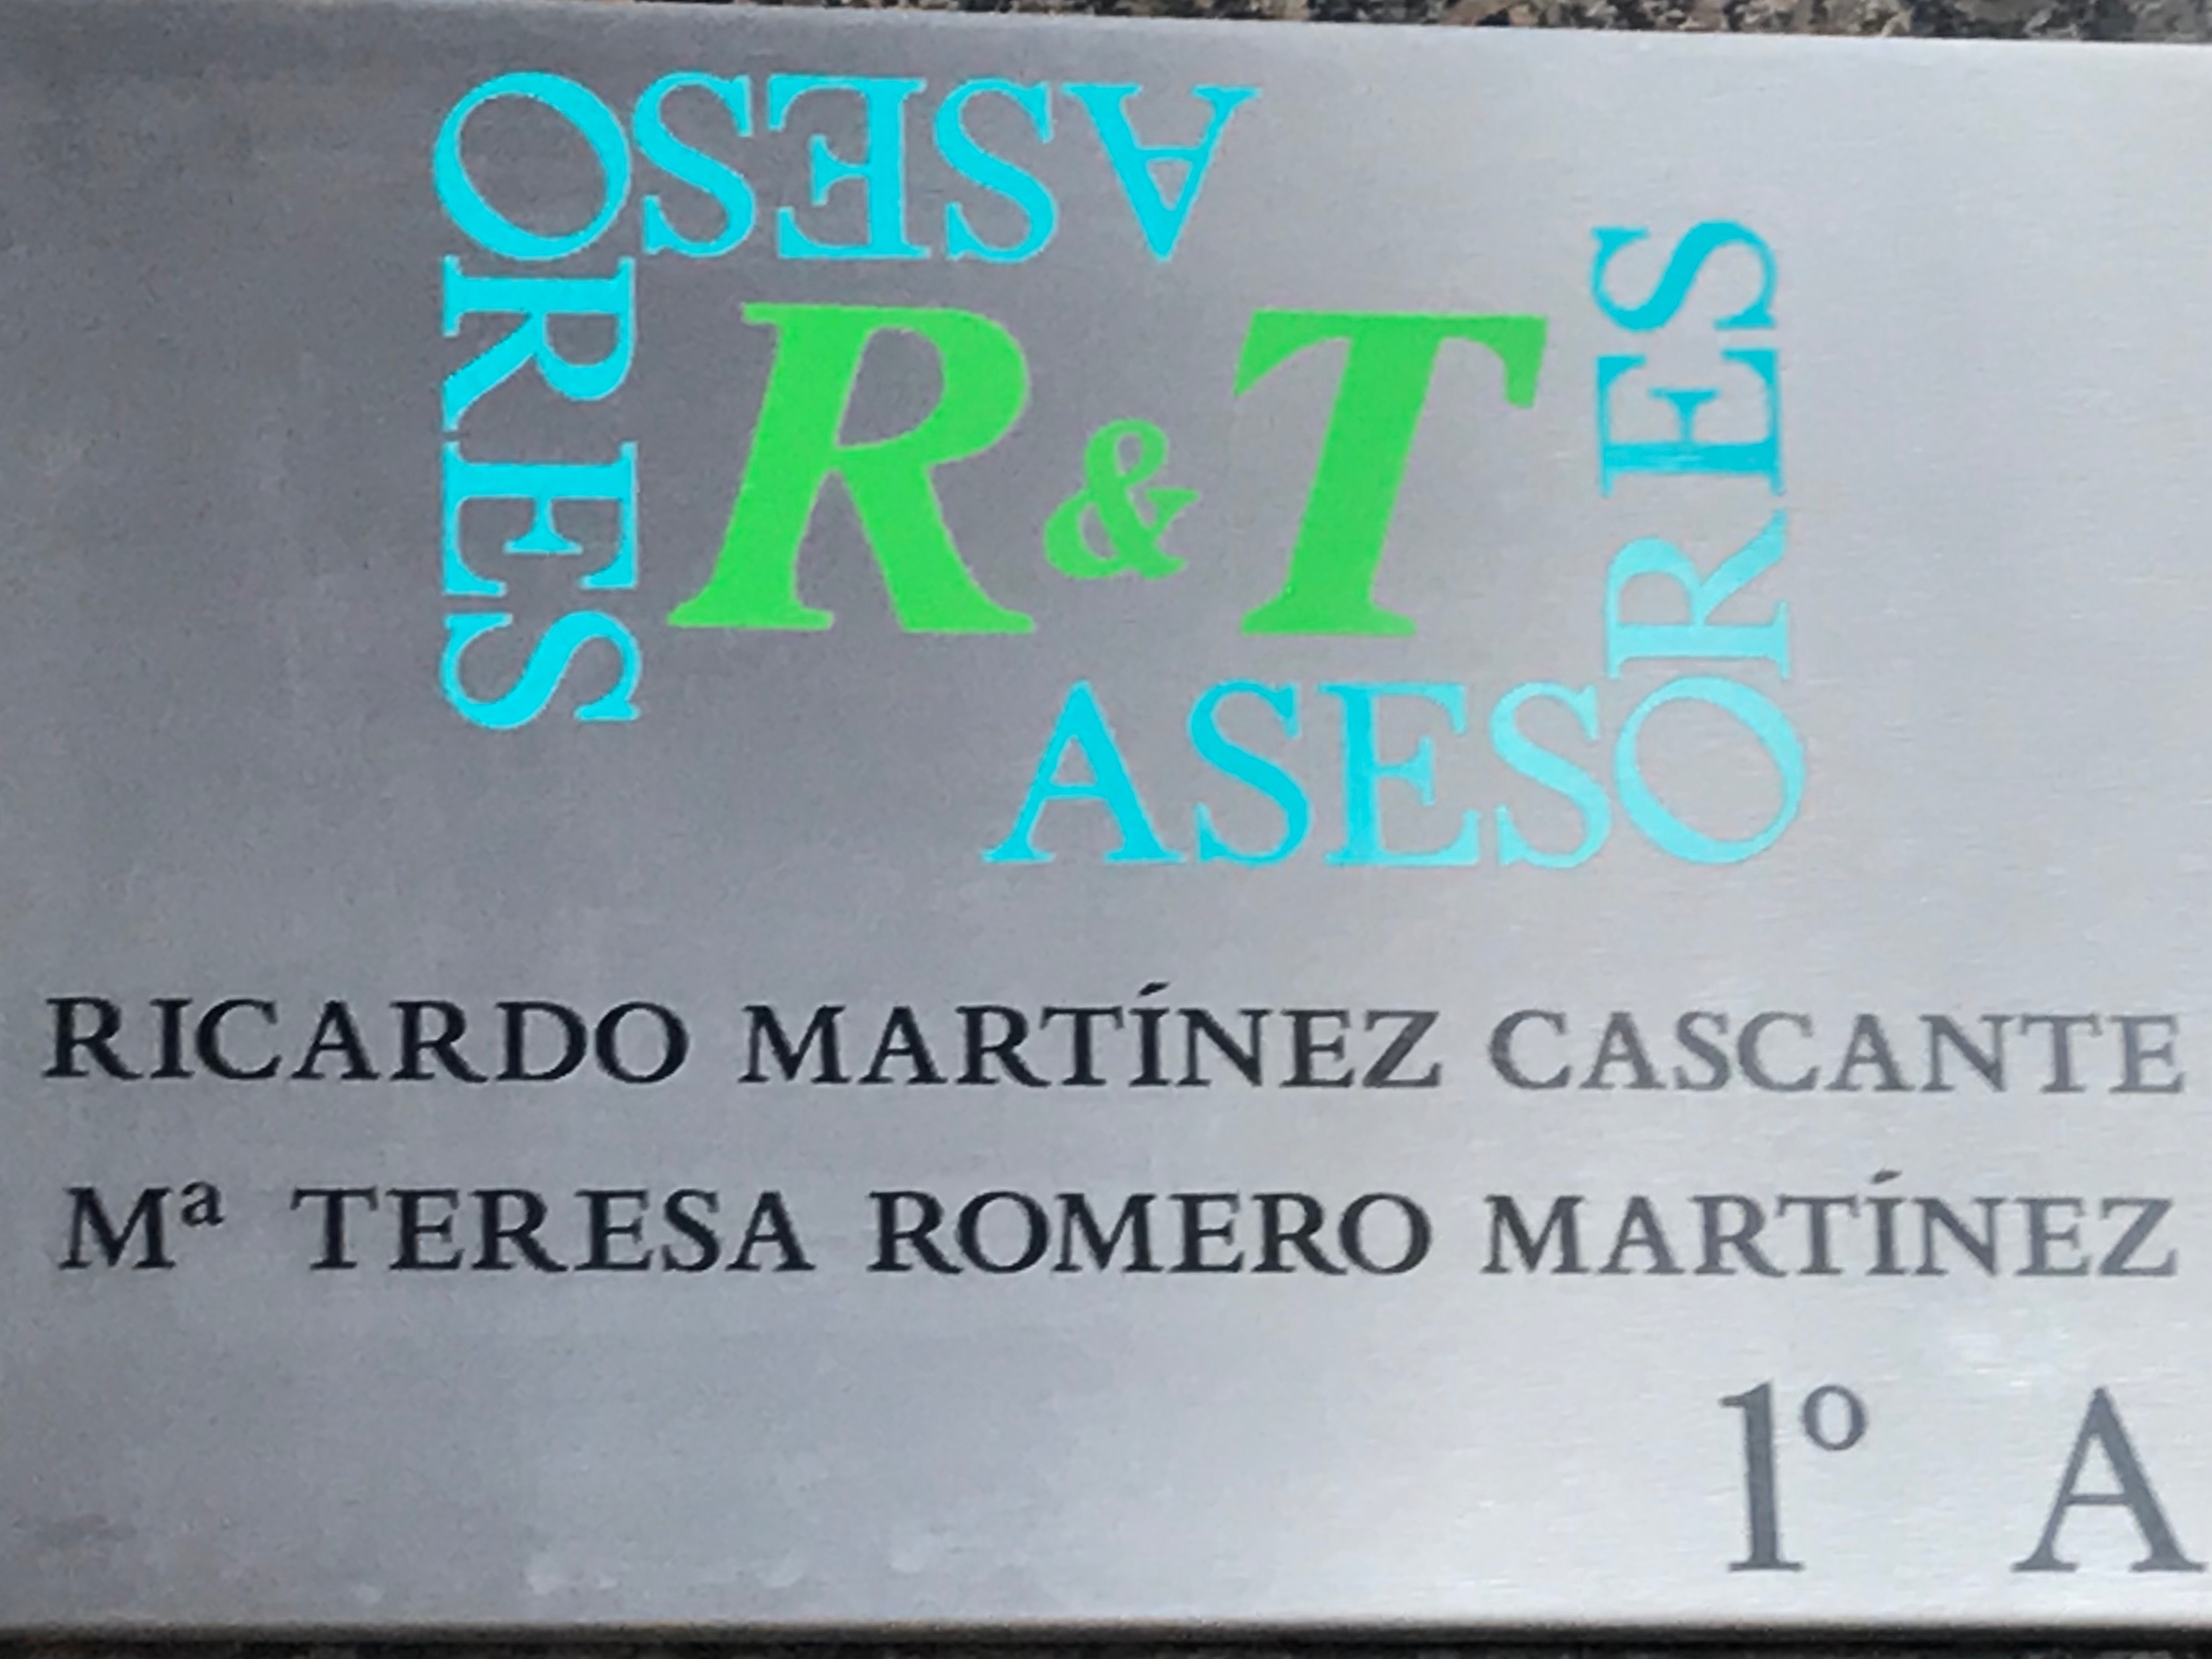 ASESORES
R & T
ASESORES
RICARDO MARTÍNEZ CASCANTE
Mª TERESA ROMERO MARTÍNEZ
1º A